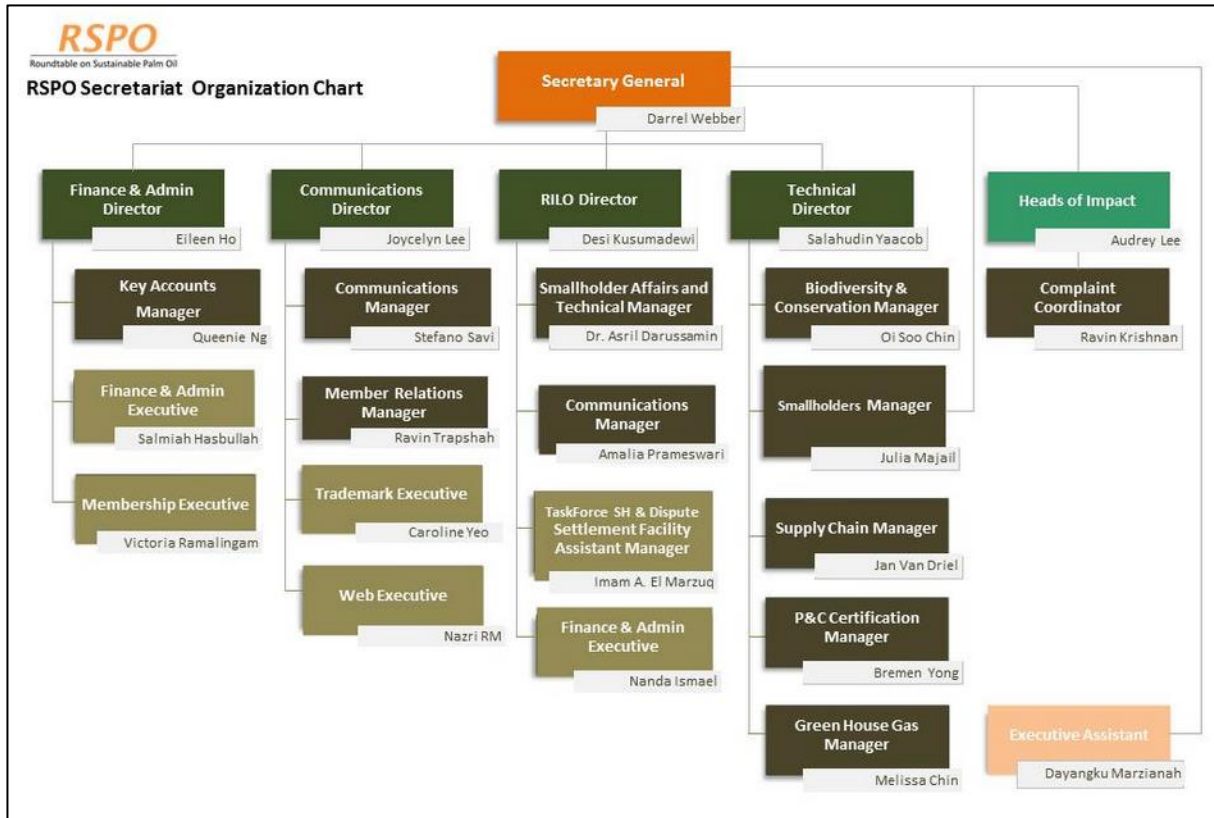 RSPO
Roundtable on Sustainable Palm Oil
RSPO Secretariat Organization Chart
Secretary General
Darrel Webber
Finance & Admin
Director
Eileen Ho
Communications
Director
Joycelyn Lee
RILO Director
Desi Kusumadewi
Technical
Director
Salahudin Yaacob
Heads of Impact
Audrey Lee
Key Accounts
Manager
Queenie Ng
Communications
Manager
Stefano Savi
Smallholder Affairs and
Technical Manager
Dr. Asril Darussamin
Biodiversity &
Conservation Manager
Oi Soo Chin
Complaint
Coordinator
Ravin Krishnan
Finance & Admin
Executive
Salmiah Hasbullah
Member Relations
Manager
Ravin Trapshah
Communications
Manager
Amalia Prameswari
Smallholders Manager
Julia Majail
Membership Executive
Victoria Ramalingam
Trademark Executive
Caroline Yeo
TaskForce SH & Dispute
Settlement Facility
Assistant Manager
Imam A. El Marzuq
Supply Chain Manager
Jan Van Driel
Web Executive
Nazri RM
Finance & Admin
Executive
Nanda Ismael
P&C Certification
Manager
Bremen Yong
Green House Gas
Manager
Melissa Chin
Executive Assistant
Dayangku Marzianah